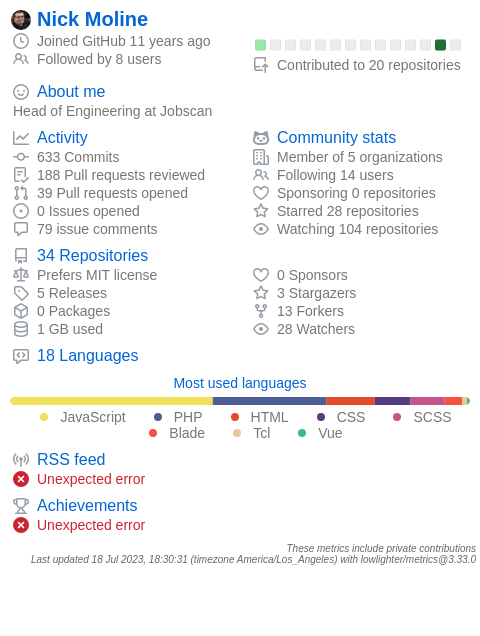 Nick Moline
Joined GitHub 11 years ago
Followed by 8 users
Contributed to 20 repositories
About me
Head of Engineering at Jobscan
Activity
633 Commits
188 Pull requests reviewed
39 Pull requests opened
0 Issues opened
79 issue comments
Community stats
Member of 5 organizations
Following 14 users
Sponsoring 0 repositories
Starred 28 repositories
Watching 104 repositories
34 Repositories
Prefers MIT license
5 Releases
0 Packages
1 GB used
0 Sponsors
3 Stargazers
13 Forkers
28 Watchers
18 Languages
Most used languages
JavaScript PHP HTML CSS SCSS
Blade Tcl Vue
RSS feed
Unexpected error
Achievements
Unexpected error
These metrics include private contributions
Last updated 18 Jul 2023, 18:30:31 (timezone America/Los_Angeles) with lowlighter/metrics@3.33.0